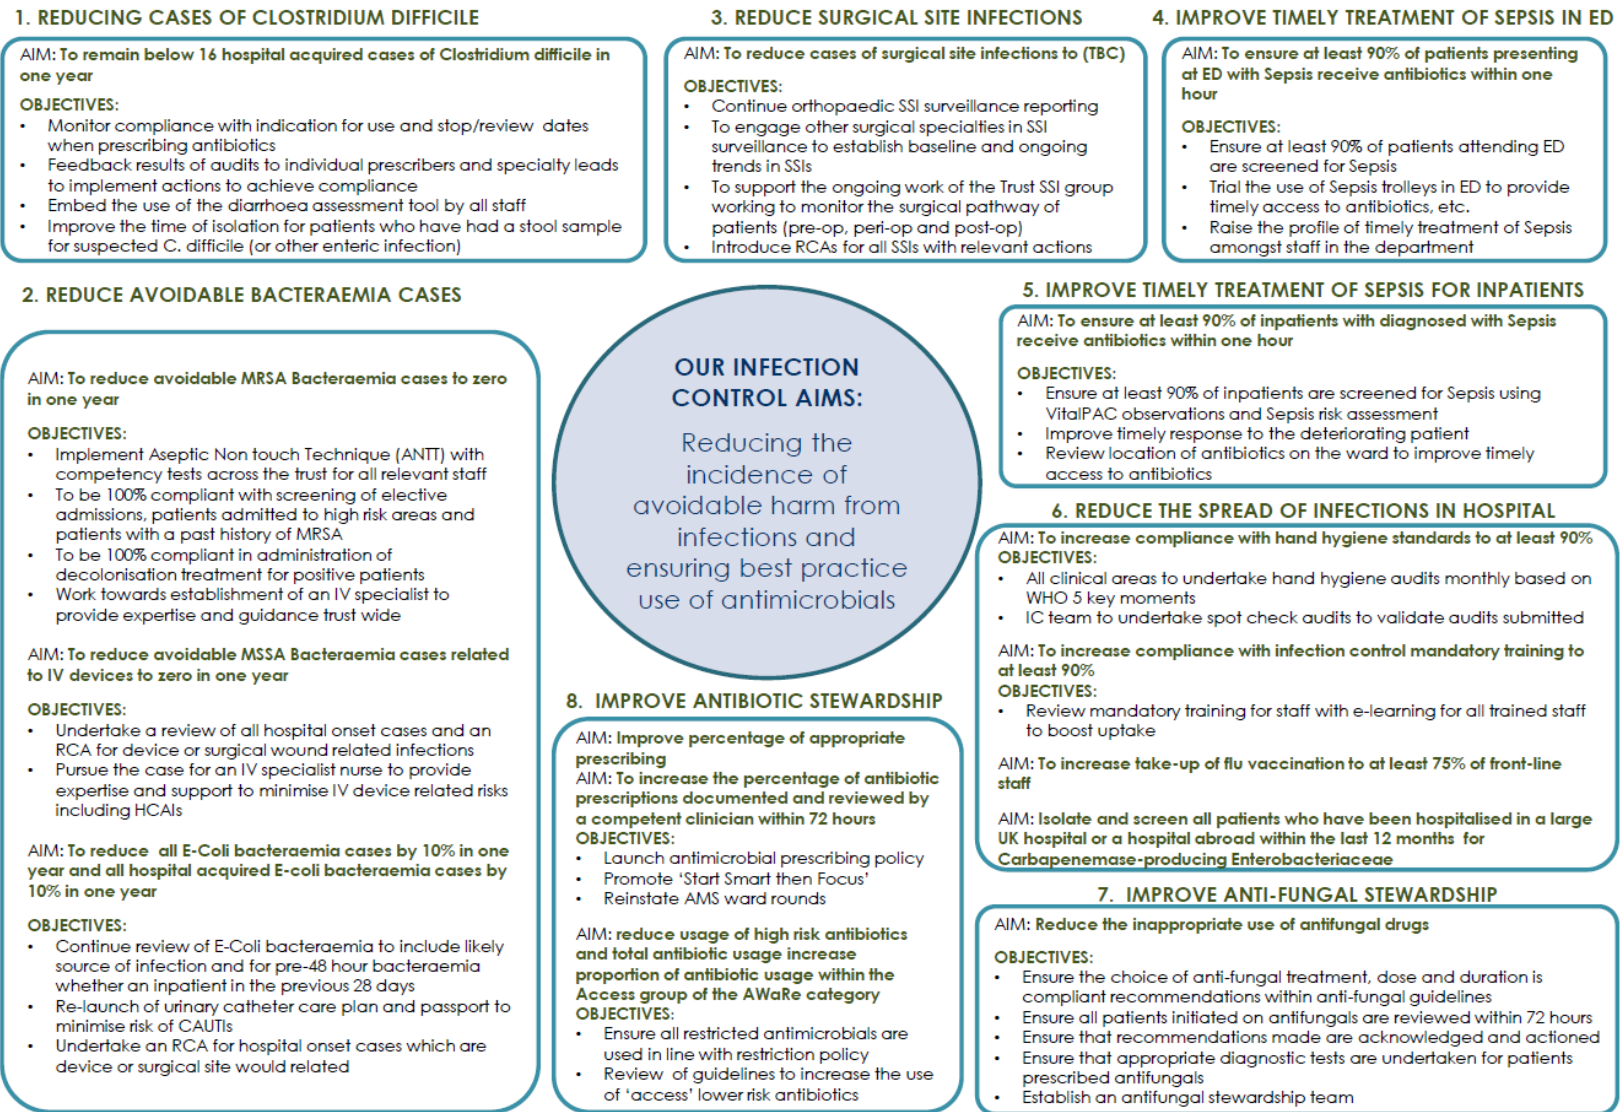 1. REDUCING CASES OF CLOSTRIDIUM DIFFICILE
AIM: To remain below 16 hospital acquired cases of Clostridium difficile in
one year
OBJECTIVES:
• Monitor compliance with indication for use and stop/review dates
when prescribing antibiotics
• Feedback results of audits to individual prescribers and specialty leads
to implement actions to achieve compliance
• Embed the use of the diarrhoea assessment tool by all staff
• Improve the time of isolation for patients who have had a stool sample
for suspected C. difficile (or other enteric infection)
2. REDUCE AVOIDABLE BACTERAEMIA CASES
AIM: To reduce avoidable MRSA Bacteraemia cases to zero
in one year
OBJECTIVES:
• Implement Aseptic Non touch Technique (ANTT) with
competency tests across the trust for all relevant staff
• To be 100% compliant with screening of elective
admissions, patients admitted to high risk areas and
patients with a past history of MRSA
• To be 100% compliant in administration of
decolonisation treatment for positive patients
• Work towards establishment of an IV specialist to
provide expertise and guidance trust wide
AIM: To reduce avoidable MSSA Bacteraemia cases related
to IV devices to zero in one year
OBJECTIVES:
• Undertake a review of all hospital onset cases and an
RCA for device or surgical wound related infections
• Pursue the case for an IV specialist nurse to provide
expertise and support to minimise IV device related risks
including HCAIs
AIM: To reduce all E-Coli bacteraemia cases by 10% in one
year and all hospital acquired E-coli bacteraemia cases by
10% in one year
OBJECTIVES:
• Continue review of E-Coli bacteraemia to include likely
source of infection and for pre-48 hour bacteraemia
whether an inpatient in the previous 28 days
• Re-launch of urinary catheter care plan and passport to
minimise risk of CAUTIs
• Undertake an RCA for hospital onset cases which are
device or surgical site would related
3. REDUCE SURGICAL SITE INFECTIONS
AIM: To reduce cases of surgical site infections to (TBC)
OBJECTIVES:
• Continue orthopaedic SSI surveillance reporting
• To engage other surgical specialties in SSI
surveillance to establish baseline and ongoing
trends in SSIs
• To support the ongoing work of the Trust SSI group
working to monitor the surgical pathway of
patients (pre-op, peri-op and post-op)
• Introduce RCAs for all SSIs with relevant actions
4. IMPROVE TIMELY TREATMENT OF SEPSIS IN ED
AIM: To ensure at least 90% of patients presenting
at ED with Sepsis receive antibiotics within one
hour
OBJECTIVES:
• Ensure at least 90% of patients attending ED
are screened for Sepsis
• Trial the use of Sepsis trolleys in ED to provide
timely access to antibiotics, etc.
• Raise the profile of timely treatment of Sepsis
amongst staff in the department
OUR INFECTION
CONTROL AIMS:
Reducing the
incidence of
avoidable harm from
infections and
ensuring best practice
use of antimicrobials
5. IMPROVE TIMELY TREATMENT OF SEPSIS FOR INPATIENTS
AIM: To ensure at least 90% of inpatients with diagnosed with Sepsis
receive antibiotics within one hour
OBJECTIVES:
• Ensure at least 90% of inpatients are screened for Sepsis using
VitalPAC observations and Sepsis risk assessment
• Improve timely response to the deteriorating patient
• Review location of antibiotics on the ward to improve timely
access to antibiotics
6. REDUCE THE SPREAD OF INFECTIONS IN HOSPITAL
AIM: To increase compliance with hand hygiene standards to at least 90%
OBJECTIVES:
• All clinical areas to undertake hand hygiene audits monthly based on
WHO 5 key moments
• IC team to undertake spot check audits to validate audits submitted
AIM: To increase compliance with infection control mandatory training to
at least 90%
OBJECTIVES:
• Review mandatory training for staff with e-learning for all trained staff
to boost uptake
AIM: To increase take-up of flu vaccination to at least 75% of front-line
staff
AIM: Isolate and screen all patients who have been hospitalised in a large
UK hospital or a hospital abroad within the last 12 months for
Carbapenemase-producing Enterobacteriaceae
7. IMPROVE ANTI-FUNGAL STEWARDSHIP
AIM: Reduce the inappropriate use of antifungal drugs
OBJECTIVES:
• Ensure the choice of anti-fungal treatment, dose and duration is
compliant recommendations within anti-fungal guidelines
• Ensure all patients initiated on antifungals are reviewed within 72 hours
• Ensure that recommendations made are acknowledged and actioned
• Ensure that appropriate diagnostic tests are undertaken for patients
prescribed antifungals
• Establish an antifungal stewardship team
8. IMPROVE ANTIBIOTIC STEWARDSHIP
AIM: Improve percentage of appropriate
prescribing
AIM: To increase the percentage of antibiotic
prescriptions documented and reviewed by
a competent clinician within 72 hours
OBJECTIVES:
• Launch antimicrobial prescribing policy
• Promote ‘Start Smart then Focus’
• Reinstate AMS ward rounds
AIM: reduce usage of high risk antibiotics
and total antibiotic usage increase
proportion of antibiotic usage within the
Access group of the AWaRe category
OBJECTIVES:
• Ensure all restricted antimicrobials are
used in line with restriction policy
• Review of guidelines to increase the use
of ‘access’ lower risk antibiotics